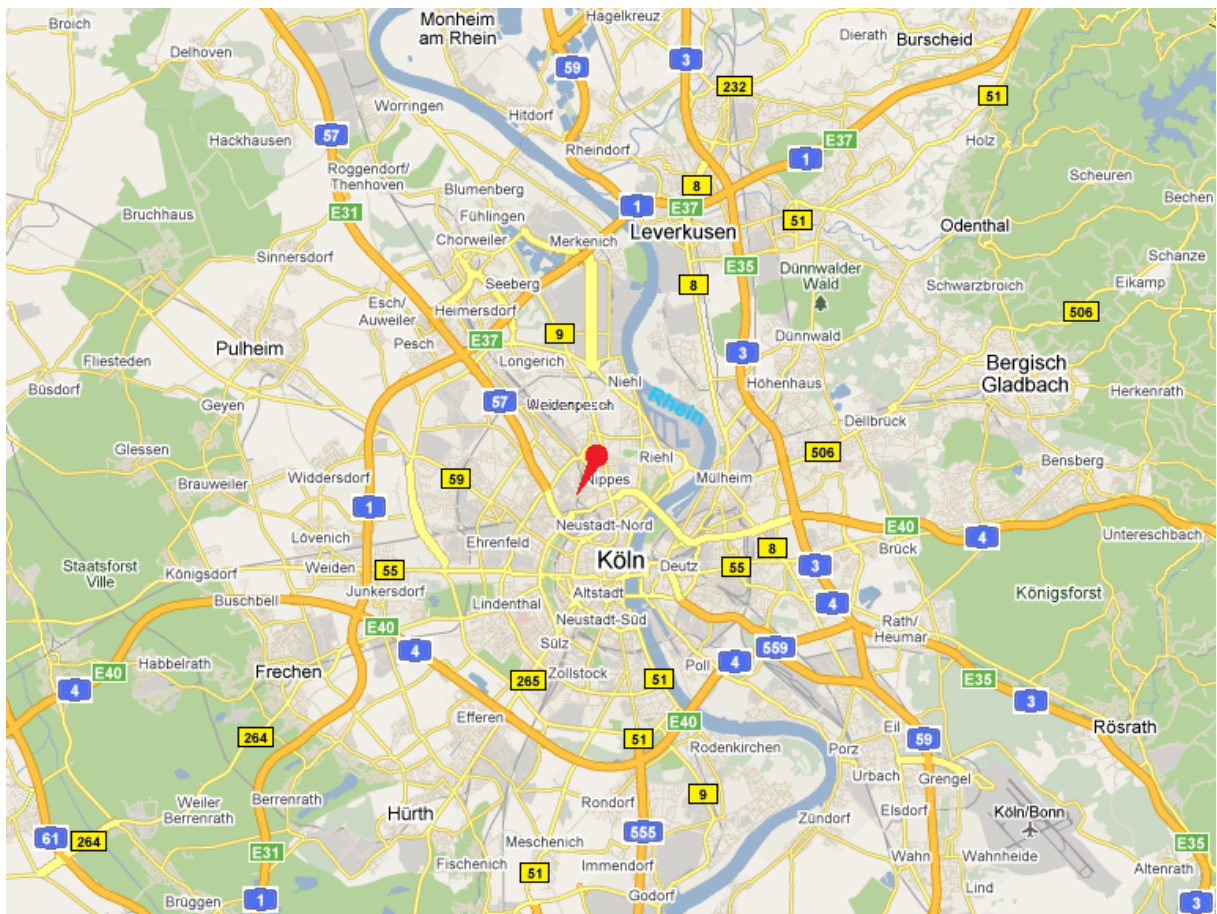 Hagelkreuz
Broich
Monheim
am Rhein
Dierath
Burscheid
Delhoven
3
59
232
51
Worringen
Hitdorf
57
Hackhausen
E37
Holz
Rheindorf
1
Roggendorf/
Thenhoven
Scheuren
Blumenberg
8
Bechen
1
E37
E31
Bruchhaus
Fühlingen
51
Odenthal
Leverkusen
Chorweiler
Merkenich
Sinnersdorf
Schanze
E35
Dünnwalder
Wald
Seeberg
8
Schwarzbroich
Eikamp
Esch/
Auweiler
Heimersdorf
506
9
Dünnwald
E37
Pesch
Pulheim
3
Fliesteden
Longerich
Bergisch
Gladbach
Büsdorf
Niehl
Höhenhaus
Herkenrath
57
Weidenpesch
Rhein
Geyen
Dellbrück
Glessen
506
Riehl
Bensberg
Widdersdorf
59
Nippes
Mülheim
Brauweiler
1
Neustadt-Nord
E40
4
Untereschbach
Lövenich
Ehrenfeld
8
Brück
Köln
Staatsforst
Ville
Weiden
55
Deutz
55
3
Königsdorf
Junkersdorf
Altstadt
Königsforst
Buschbell
Lindenthal
4
Neustadt-Süd
Rath/
Heumar
E40
Sülz
559
4
Habbelrath
4
Poll
E40
Frechen
Zollstock
265
51
E35
4
3
Efferen
E40
Rösrath
264
51
Eil
59
Rodenkirchen
Porz
Urbach
Grengel
9
Weiler
Berrenrath
Berrenrath
Rondorf
Hürth
Elsdorf
Köln/Bonn
Zündorf
555
61
264
Meschenich
E35
E31
Fischenich
Immendorf
Wahn
Wahnheide
Altenrath
51
Lind
Brüggen
1
Godorf
3